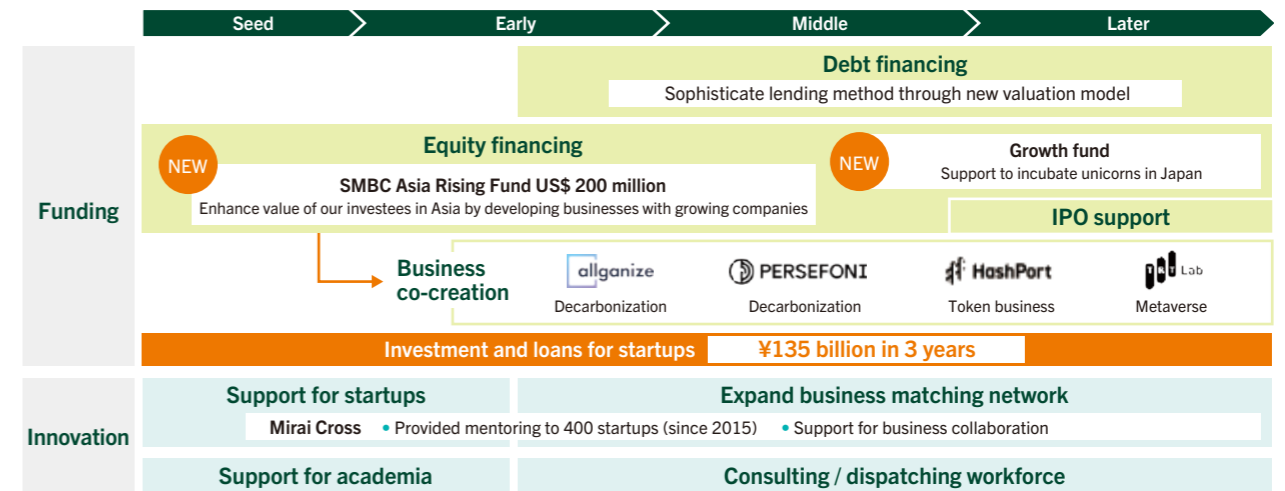 Seed
Early
Middle
Later
Funding
Debt financing
Sophisticate lending method through new valuation model
NEW
Equity financing
SMBC Asia Rising Fund US$ 200 million
Enhance value of our investees in Asia by developing businesses with growing companies
NEW
Growth fund
Support to incubate unicorns in Japan
IPO support
Business
co-creation
allganize
Decarbonization
PERSEFONI
Decarbonization
HashPort
Token business
Lab
Metaverse
Investment and loans for startups
¥135 billion in 3 years
Innovation
Support for startups
Expand business matching network
Mirai Cross • Provided mentoring to 400 startups (since 2015) • Support for business collaboration
Support for academia
Consulting / dispatching workforce